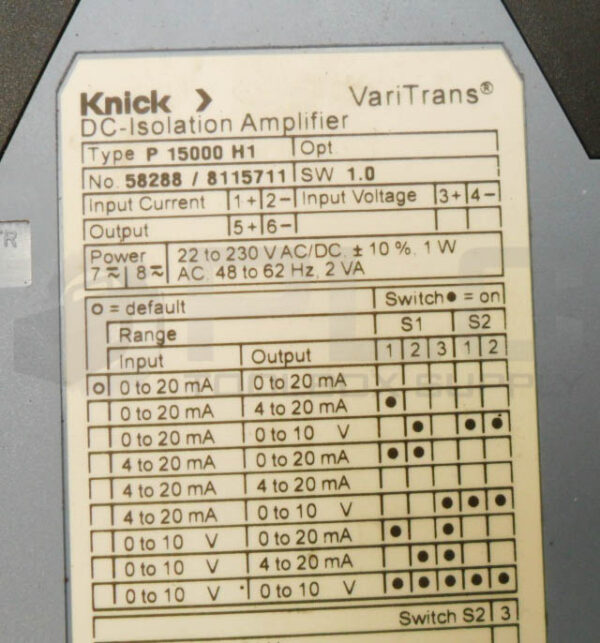 Knick >
VariTrans®
DC-Isolation Amplifier
Type P 15000 H1 Opt.
No. 58288 / 8115711 SW 1.0
Input Current 1+ 2- Input Voltage 3+ 4-
Output 5+ 6-
Power 22 to 230 V AC/DC, ± 10 %, 1 W
7 ≂ 8 ≂ AC: 48 to 62 Hz, 2 VA
o = default Switch ● = on
Range S1 S2
Input Output 1 2 3 1 2
o 0 to 20 mA 0 to 20 mA
0 to 20 mA 4 to 20 mA ●
0 to 20 mA 0 to 10 V ● ● ●
4 to 20 mA 0 to 20 mA ● ●
4 to 20 mA 4 to 20 mA
4 to 20 mA 0 to 10 V ● ● ●
0 to 10 V 0 to 20 mA ● ●
0 to 10 V 4 to 20 mA ● ●
0 to 10 V 0 to 10 V ● ● ● ● ●
Switch S2 3